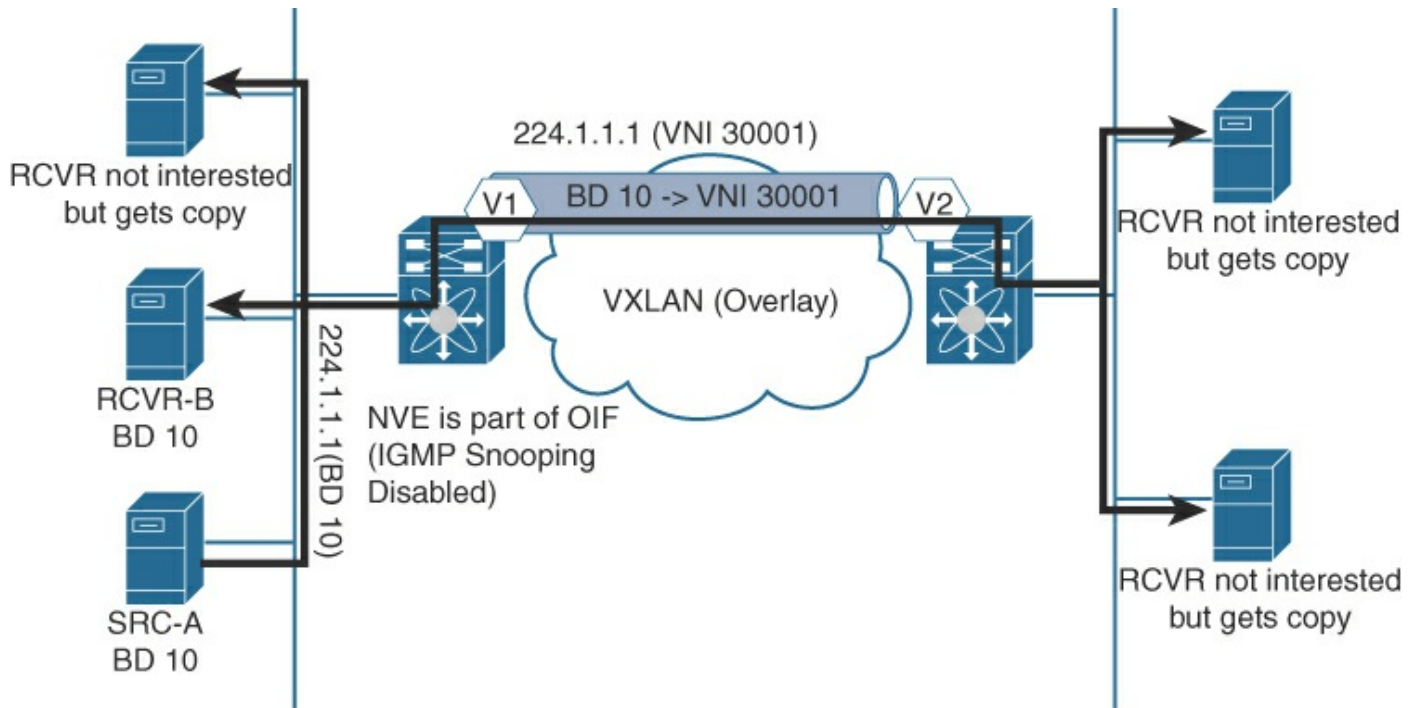 RCVR not interested
but gets copy
RCVR-B
BD 10
SRC-A
BD 10
224.1.1.1(BD 10)
NVE is part of OIF
(IGMP Snooping
Disabled)
224.1.1.1 (VNI 30001)
V1
BD 10 -> VNI 30001
V2
VXLAN (Overlay)
RCVR not interested
but gets copy
RCVR not interested
but gets copy